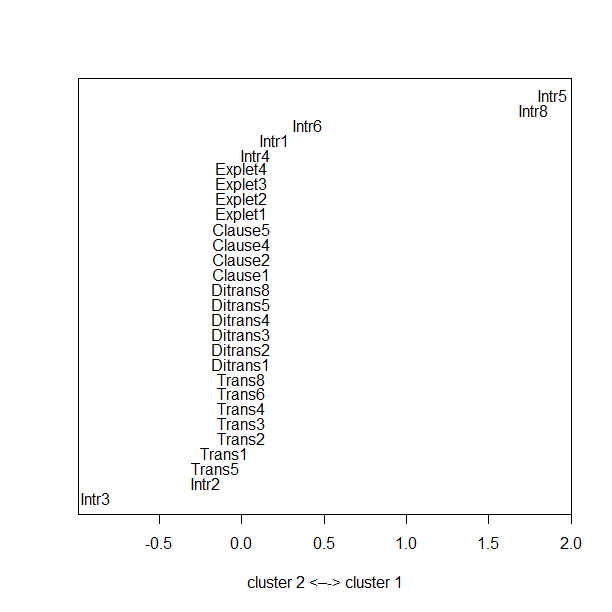 Intr5
Intr8
Intr6
Intr1
Intr4
Explet4
Explet3
Explet2
Explet1
Clause5
Clause4
Clause2
Clause1
Ditrans8
Ditrans5
Ditrans4
Ditrans3
Ditrans2
Ditrans1
Trans8
Trans6
Trans4
Trans3
Trans2
Trans1
Trans5
Intr2
Intr3
-0.5 0.0 0.5 1.0 1.5 2.0
cluster 2 <--> cluster 1